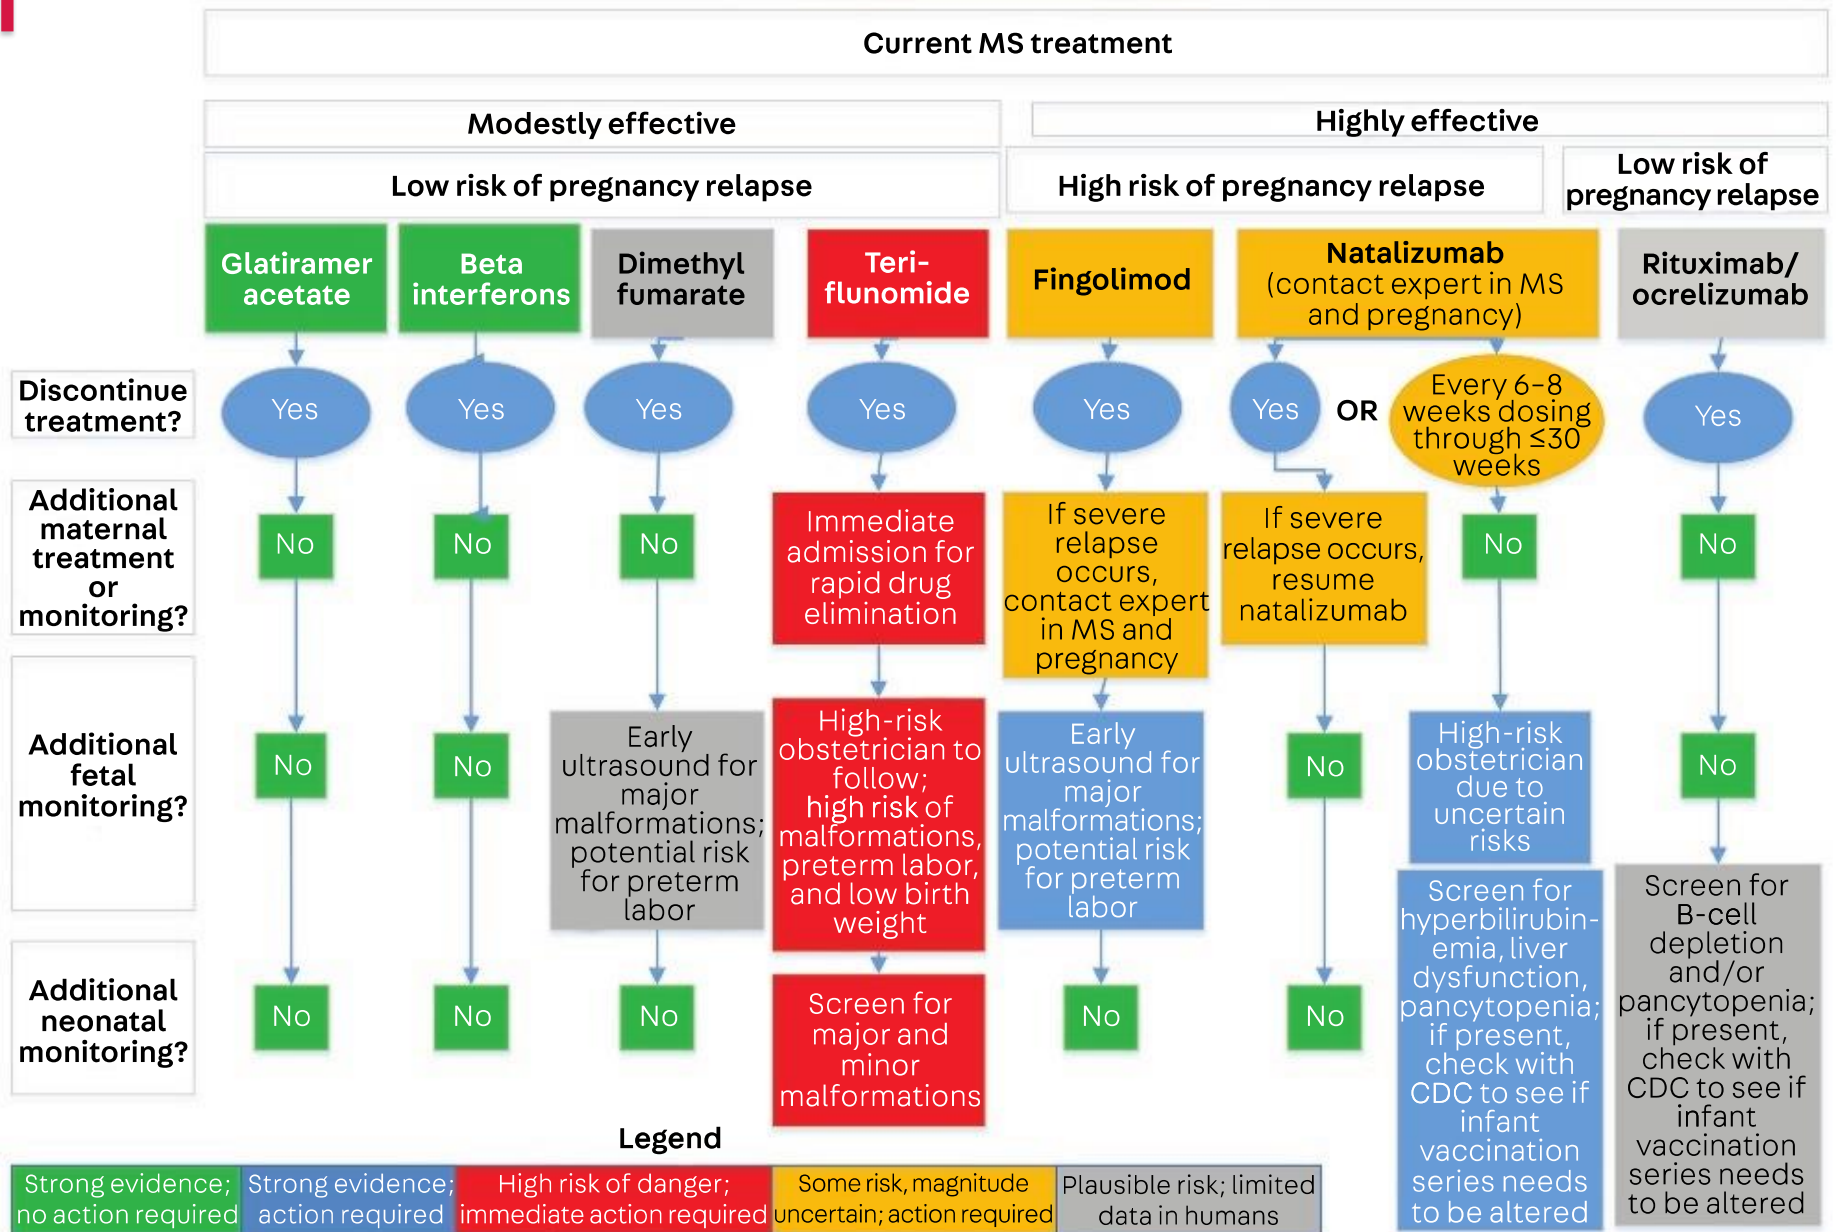 Current MS treatment
Modestly effective
Highly effective
Low risk of pregnancy relapse
High risk of pregnancy relapse
Low risk of
pregnancy relapse
Glatiramer
acetate
Beta
interferons
Dimethyl
fumarate
Teri-
flunomide
Fingolimod
Natalizumab
(contact expert in MS
and pregnancy)
Rituximab/
ocrelizumab
Discontinue
treatment?
Yes
Yes
Yes
Yes
Yes
Yes
OR
Every 6–8
weeks dosing
through ≤30
weeks
Yes
Additional
maternal
treatment
or
monitoring?
No
No
No
Immediate
admission for
rapid drug
elimination
If severe
relapse
occurs,
contact expert
in MS and
pregnancy
If severe
relapse occurs,
resume
natalizumab
No
No
Additional
fetal
monitoring?
No
No
Early
ultrasound for
major
malformations;
potential risk
for preterm
labor
High-risk
obstetrician to
follow;
high risk of
malformations,
preterm labor,
and low birth
weight
Early
ultrasound for
major
malformations;
potential risk
for preterm
labor
No
High-risk
obstetrician
due to
uncertain
risks
No
Additional
neonatal
monitoring?
No
No
No
Screen for
major and
minor
malformations
No
No
Screen for
hyperbilirubin-
emia, liver
dysfunction,
pancytopenia;
if present,
check with
CDC to see if
infant
vaccination
series needs
to be altered
Screen for
B-cell
depletion
and/or
pancytopenia;
if present,
check with
CDC to see if
infant
vaccination
series needs
to be altered
Legend
Strong evidence;
no action required
Strong evidence;
action required
High risk of danger;
immediate action required
Some risk, magnitude
uncertain; action required
Plausible risk; limited
data in humans